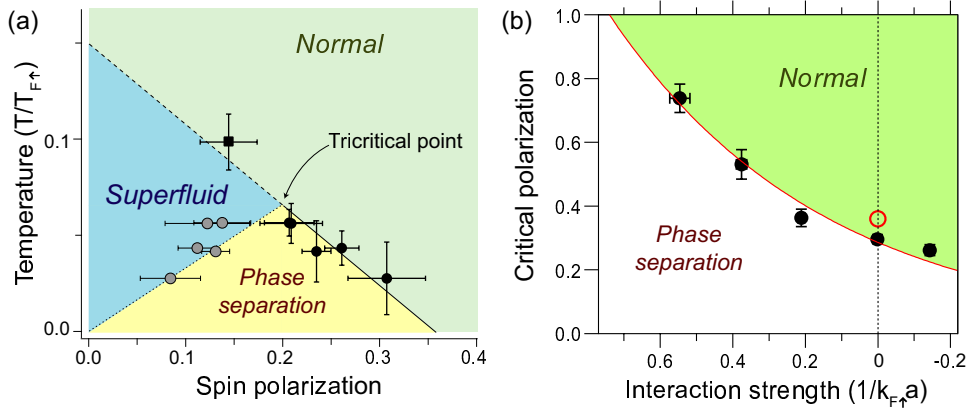 (a)
Normal
Temperature (T/T_F↑)
0.1
Tricritical point
Superfluid
Phase
separation
0.0
0.0
0.1
0.2
0.3
0.4
Spin polarization
(b)
1.0
Normal
0.8
Critical polarization
0.6
0.4
Phase
separation
0.2
0.0
0.6
0.4
0.2
0
-0.2
Interaction strength (1/k_F↑a)